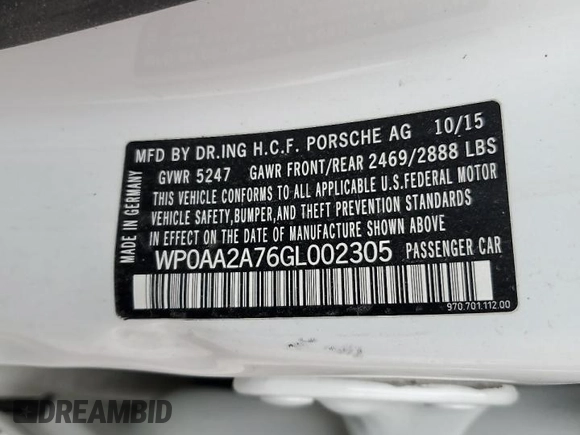 MFD BY DR.ING H.C.F. PORSCHE AG 10/15
GVWR 5247 GAWR FRONT/REAR 2469/2888 LBS
THIS VEHICLE CONFORMS TO ALL APPLICABLE U.S.FEDERAL MOTOR
VEHICLE SAFETY,BUMPER,AND THEFT PREVENTION STANDARDS
IN EFFECT ON THE DATE OF MANUFACTURE SHOWN ABOVE
WP0AA2A76GL002305 PASSENGER CAR
MADE IN GERMANY
970.701.112.00
DREAMBID